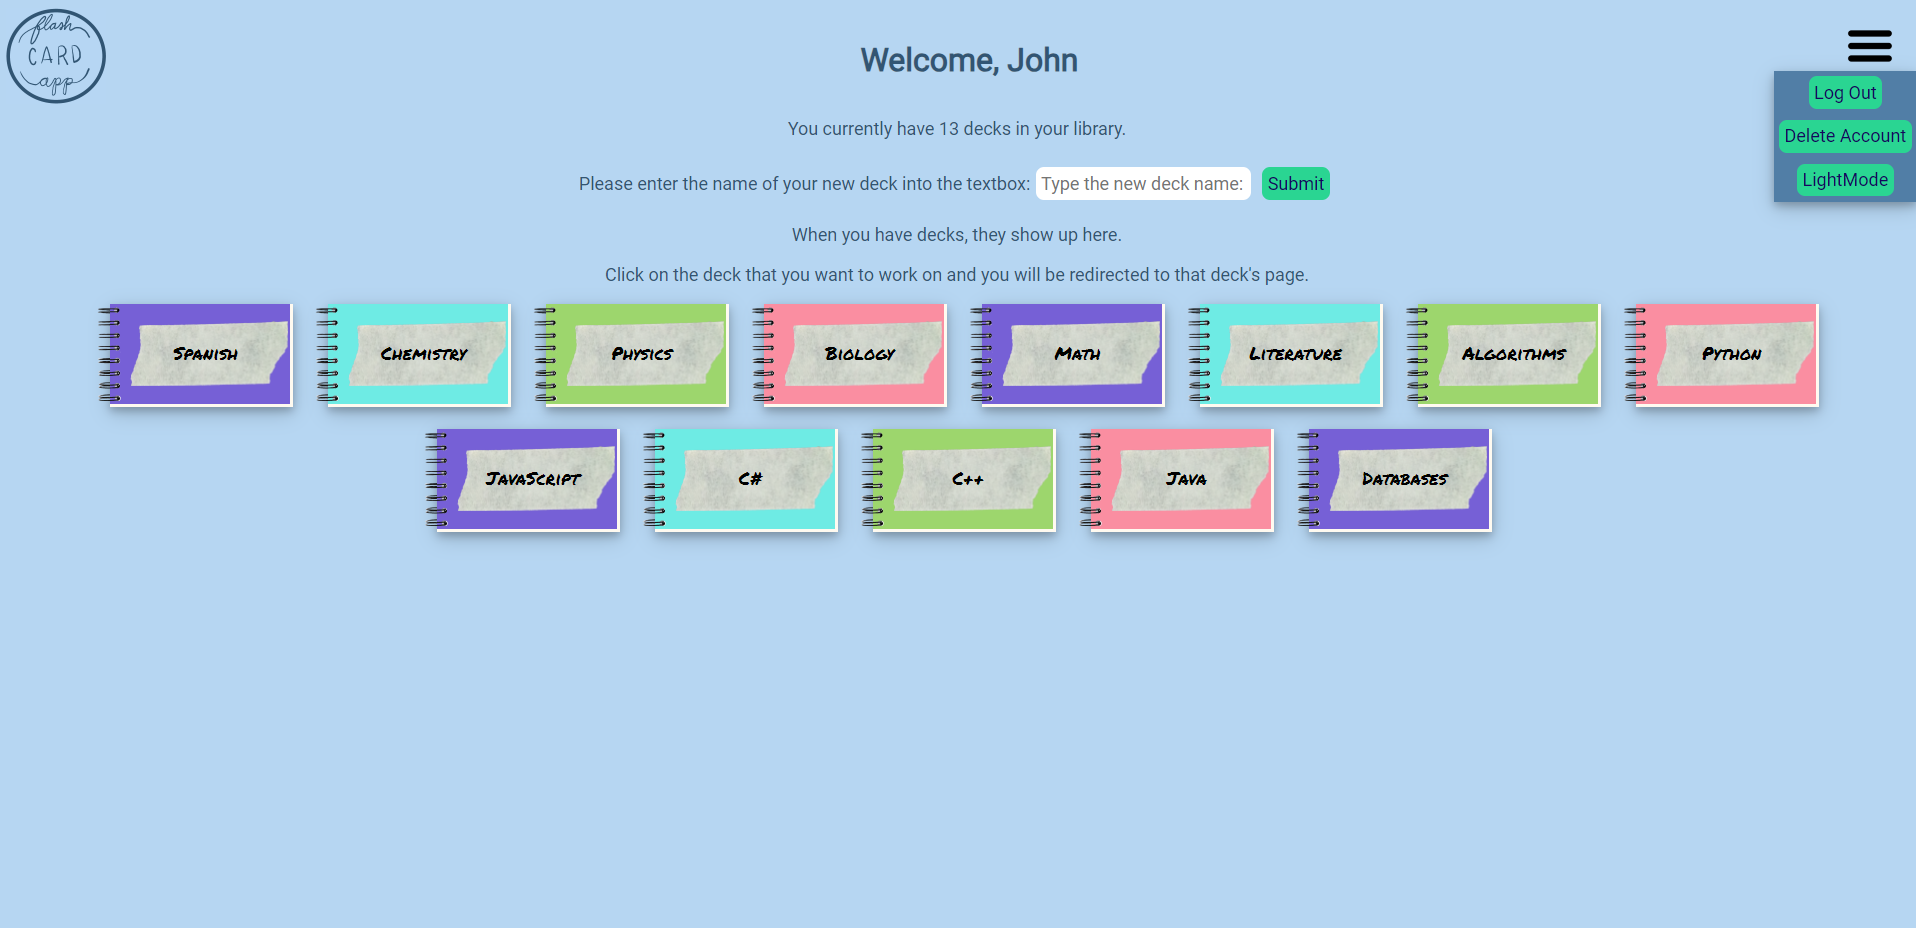 flash
CARD
app
Welcome, John
Log Out
Delete Account
LightMode
You currently have 13 decks in your library.
Please enter the name of your new deck into the textbox: Type the new deck name: Submit
When you have decks, they show up here.
Click on the deck that you want to work on and you will be redirected to that deck's page.
Spanish Chemistry Physics Biology Math Literature Algorithms Python
JavaScript C# C++ Java Databases